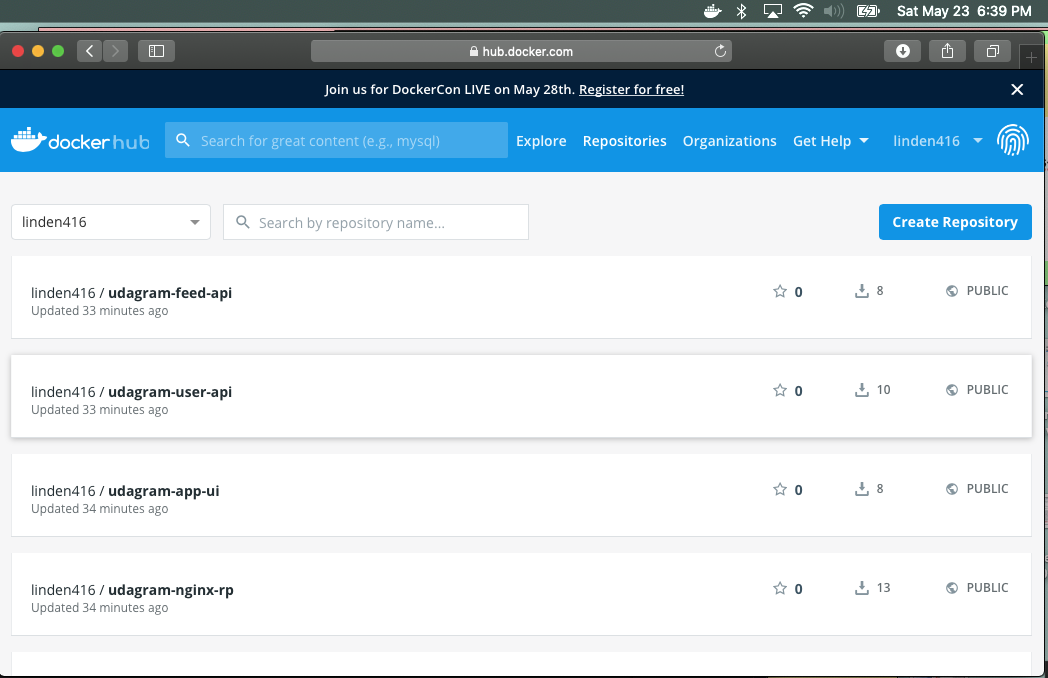 Sat May 23 6:39 PM
hub.docker.com
Join us for DockerCon LIVE on May 28th. Register for free!
docker hub
Search for great content (e.g., mysql)
Explore
Repositories
Organizations
Get Help
linden416
linden416
Search by repository name...
Create Repository
linden416 / udagram-feed-api
0
8
PUBLIC
Updated 33 minutes ago
linden416 / udagram-user-api
0
10
PUBLIC
Updated 33 minutes ago
linden416 / udagram-app-ui
0
8
PUBLIC
Updated 34 minutes ago
linden416 / udagram-nginx-rp
0
13
PUBLIC
Updated 34 minutes ago